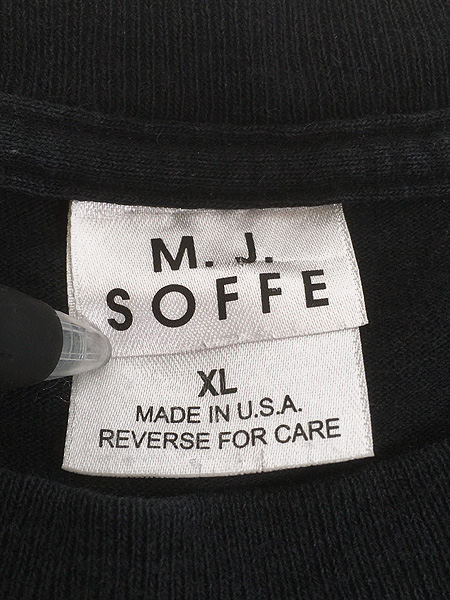 M. J.
SOFFE
XL
MADE IN U.S.A.
REVERSE FOR CARE